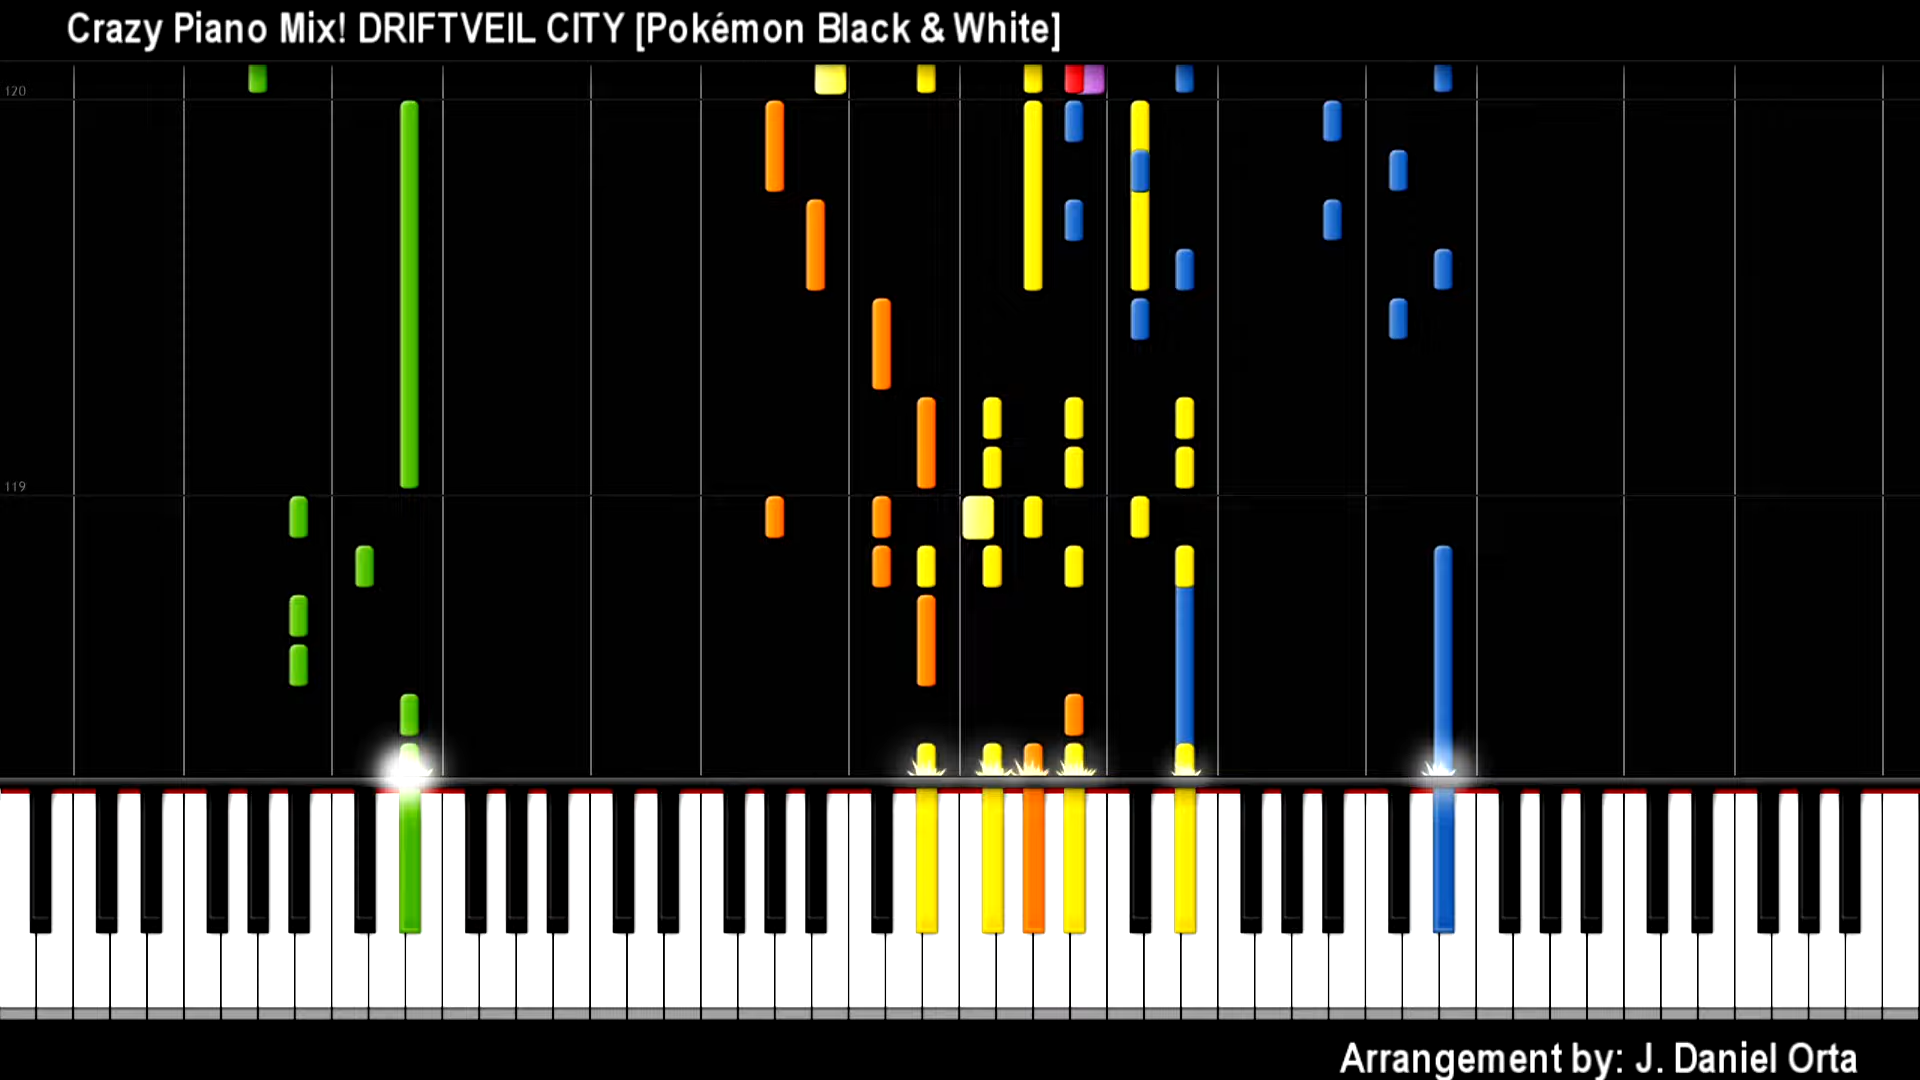 Crazy Piano Mix! DRIFTVEIL CITY [Pokémon Black & White]
120
119
Arrangement by: J. Daniel Orta